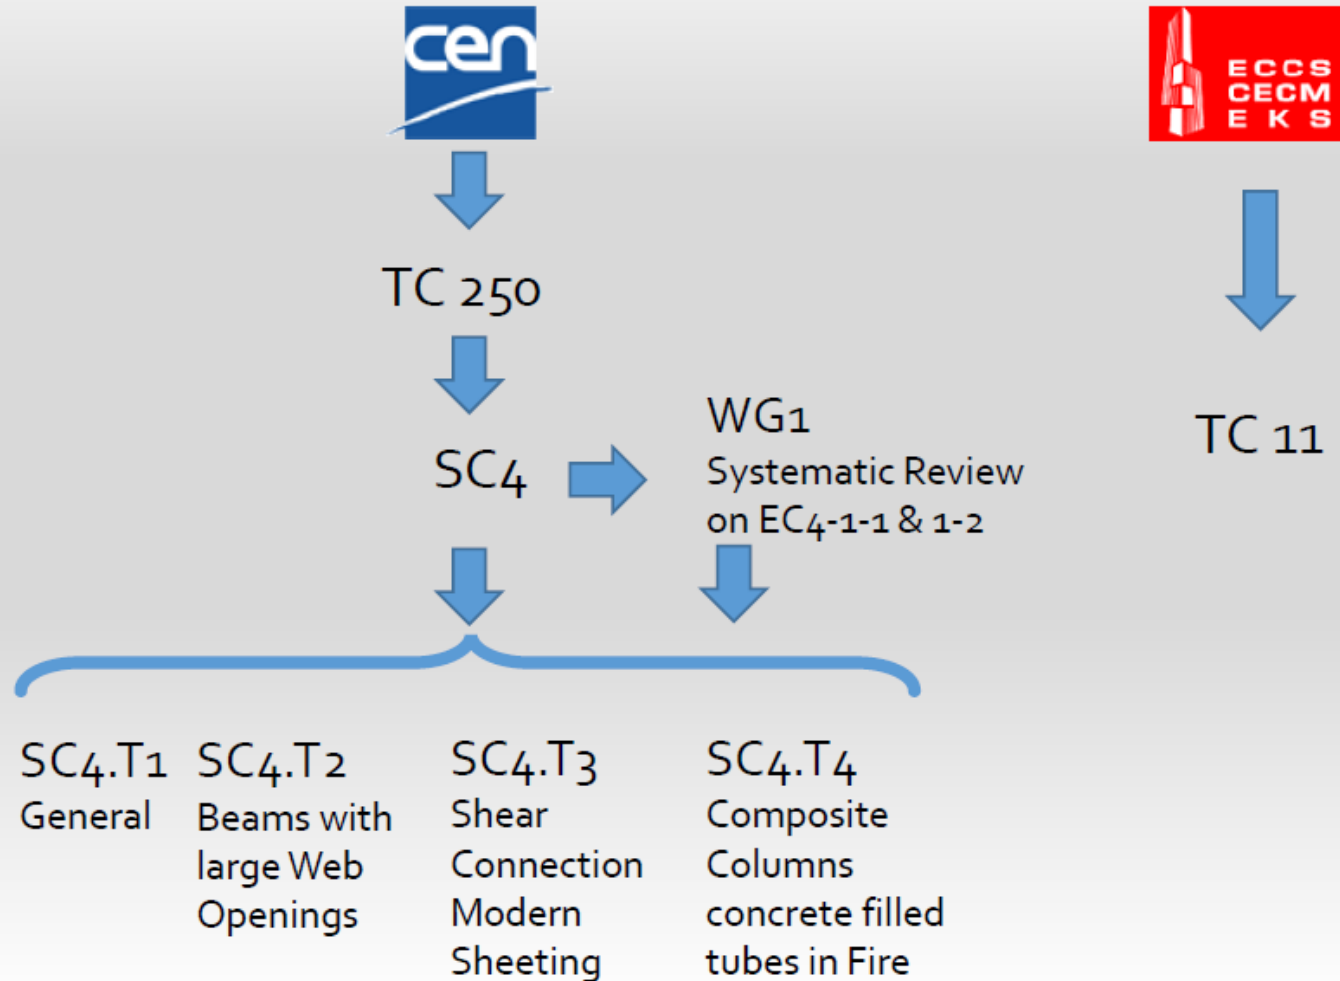 cen
ECCS
CECM
EKS
TC 250
TC 11
SC4
WG1
Systematic Review
on EC4-1-1 & 1-2
SC4.T1
General
SC4.T2
Beams with
large Web
Openings
SC4.T3
Shear
Connection
Modern
Sheeting
SC4.T4
Composite
Columns
concrete filled
tubes in Fire